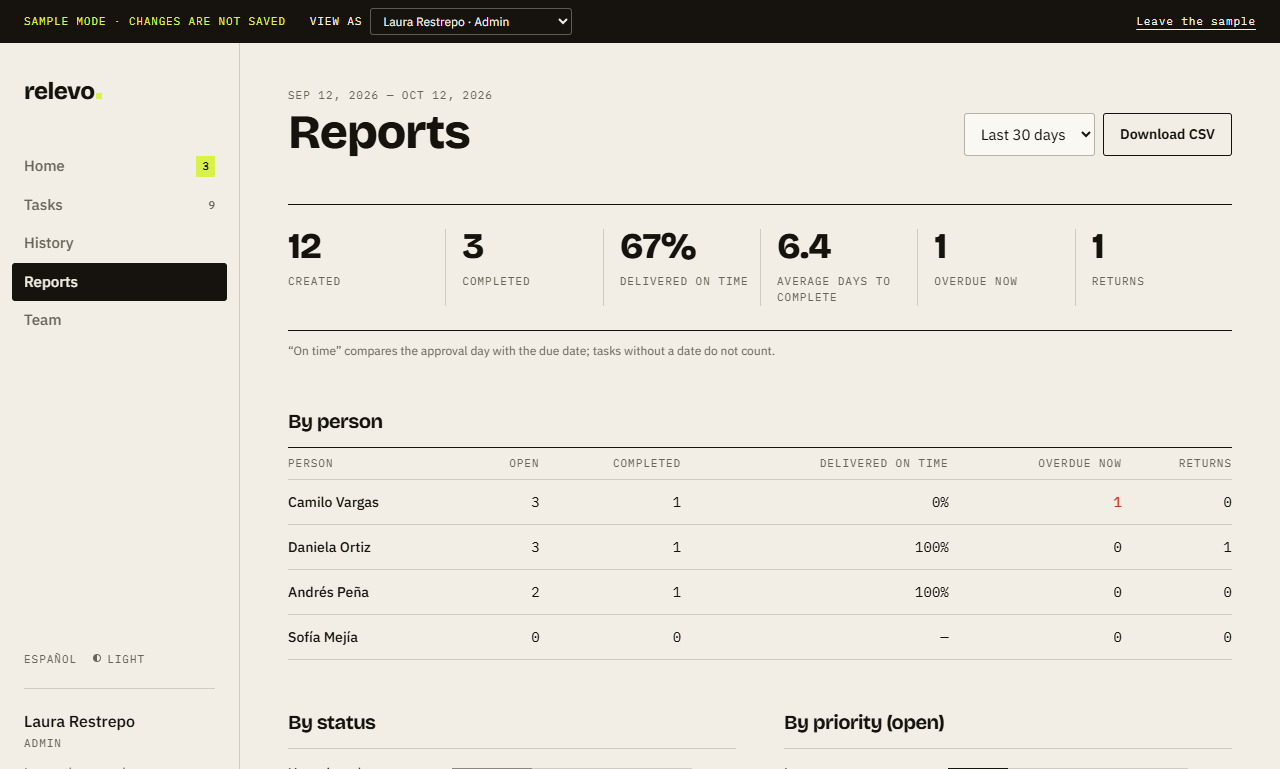 SAMPLE MODE · CHANGES ARE NOT SAVED
VIEW AS
Laura Restrepo · Admin
Leave the sample
relevo.
Home 3
Tasks 9
History
Reports
Team
ESPAÑOL
LIGHT
Laura Restrepo
ADMIN
SEP 12, 2026 — OCT 12, 2026
Reports
Last 30 days
Download CSV
12
CREATED
3
COMPLETED
67%
DELIVERED ON TIME
6.4
AVERAGE DAYS TO
COMPLETE
1
OVERDUE NOW
1
RETURNS
“On time” compares the approval day with the due date; tasks without a date do not count.
By person
PERSON OPEN COMPLETED DELIVERED ON TIME OVERDUE NOW RETURNS
Camilo Vargas 3 1 0% 1 0
Daniela Ortiz 3 1 100% 0 1
Andrés Peña 2 1 100% 0 0
Sofía Mejía 0 0 — 0 0
By status
By priority (open)